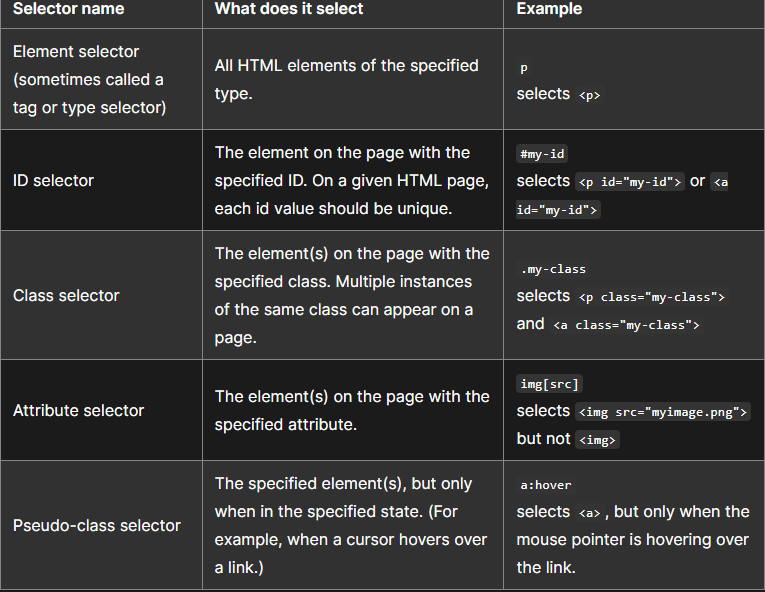 Selector name
What does it select
Example
Element selector
(sometimes called a
tag or type selector)
All HTML elements of the specified
type.
p
selects <p>
ID selector
The element on the page with the
specified ID. On a given HTML page,
each id value should be unique.
#my-id
selects <p id="my-id"> or <a
id="my-id">
Class selector
The element(s) on the page with the
specified class. Multiple instances
of the same class can appear on a
page.
.my-class
selects <p class="my-class">
and <a class="my-class">
Attribute selector
The element(s) on the page with the
specified attribute.
img[src]
selects <img src="myimage.png">
but not <img>
Pseudo-class selector
The specified element(s), but only
when in the specified state. (For
example, when a cursor hovers over
a link.)
a:hover
selects <a>, but only when the
mouse pointer is hovering over
the link.